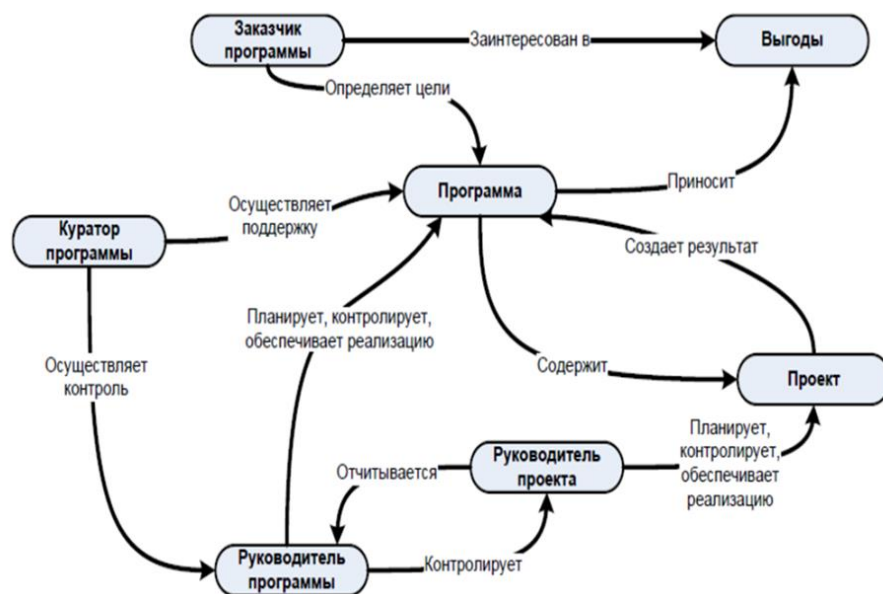 Заказчик
программы
Заинтересован в
Выгоды
Определяет цели
Программа
Приносит
Осуществляет
поддержку
Куратор
программы
Создает результат
Планирует, контролирует,
обеспечивает реализацию
Осуществляет
контроль
Содержит
Проект
Планирует,
контролирует,
обеспечивает
реализацию
Руководитель
проекта
Отчитывается
Руководитель
программы
Контролирует